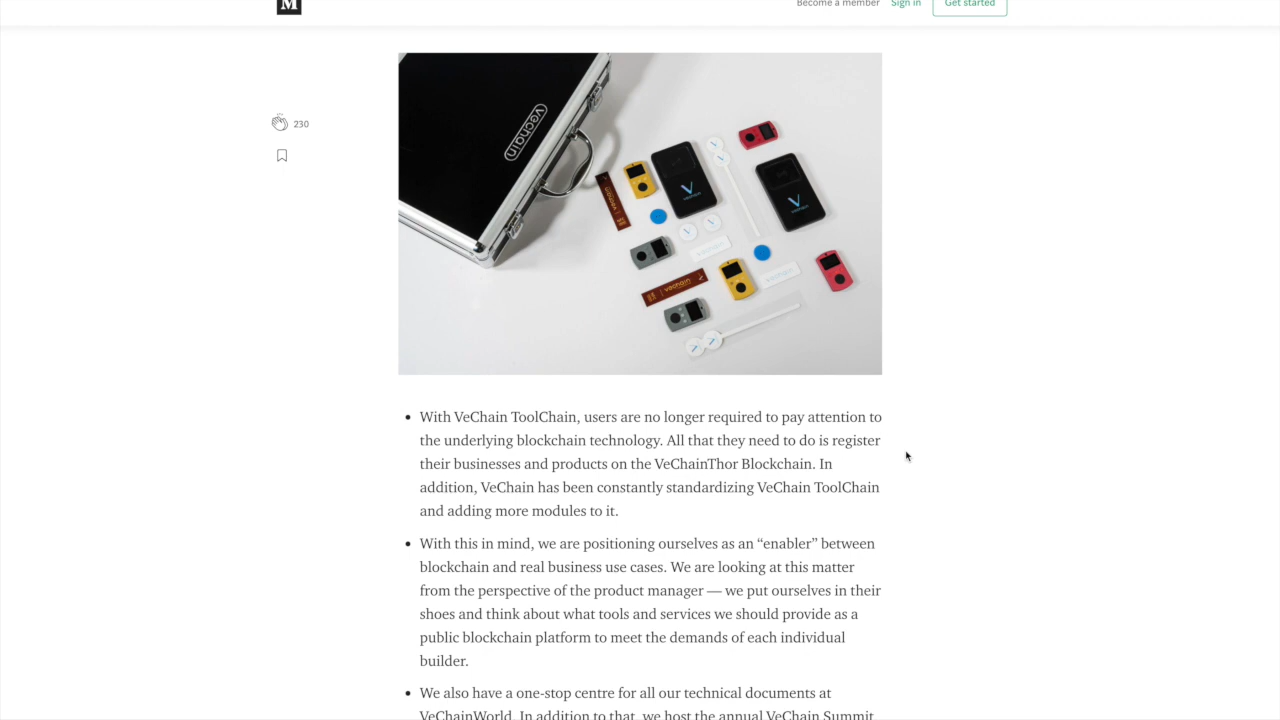 M
Become a member
Sign in
Get started
230
vechain
vechain
vechain
With VeChain ToolChain, users are no longer required to pay attention to
the underlying blockchain technology. All that they need to do is register
their businesses and products on the VeChainThor Blockchain. In
addition, VeChain has been constantly standardizing VeChain ToolChain
and adding more modules to it.
With this in mind, we are positioning ourselves as an “enabler” between
blockchain and real business use cases. We are looking at this matter
from the perspective of the product manager — we put ourselves in their
shoes and think about what tools and services we should provide as a
public blockchain platform to meet the demands of each individual
builder.
We also have a one-stop centre for all our technical documents at
VeChainWorld. In addition to that, we host the annual VeChain Summit,